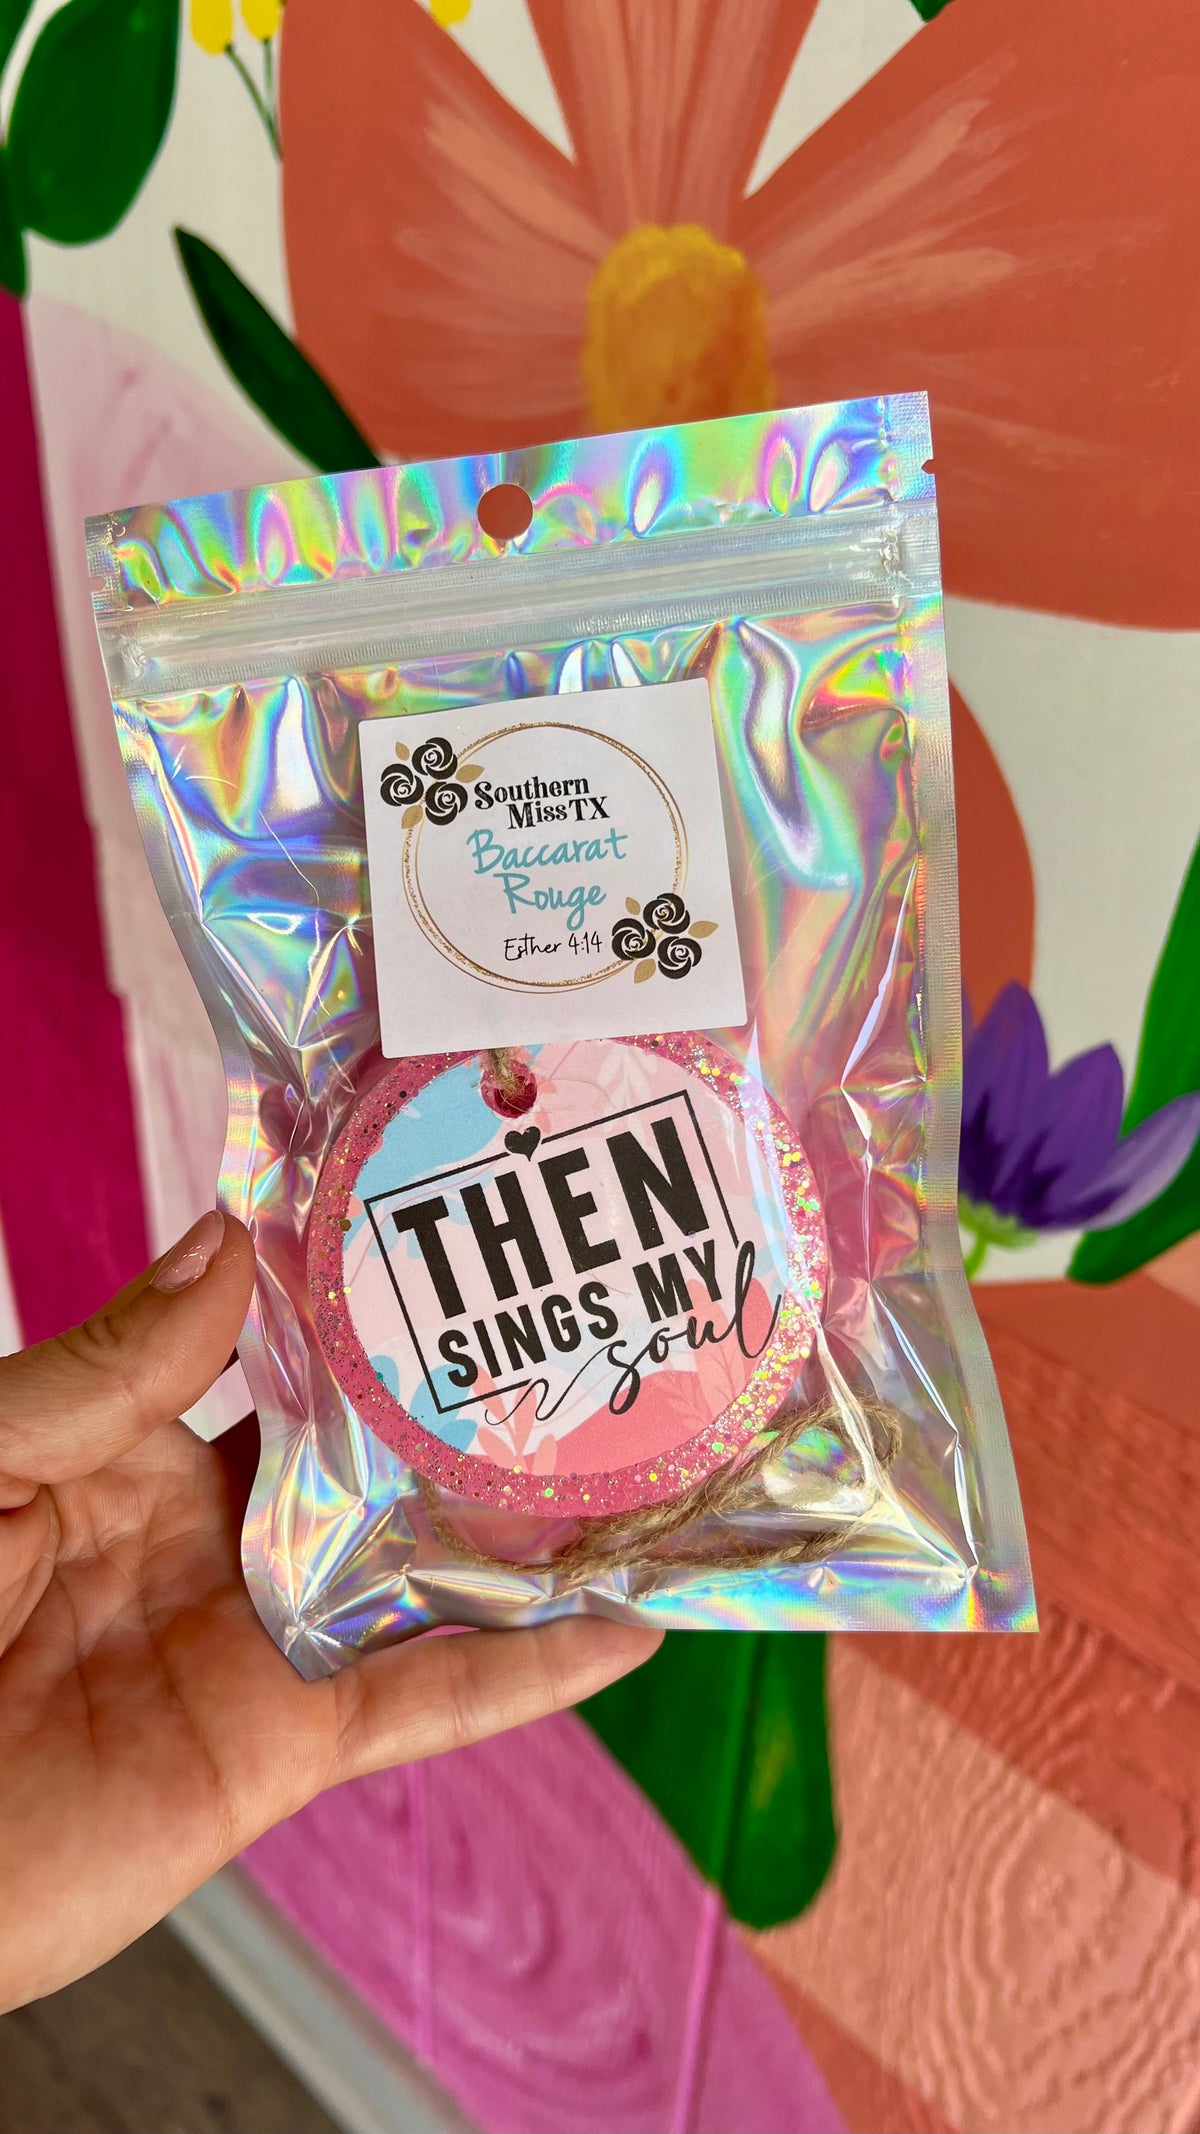 Southern
Miss TX
Baccarat
Rouge
Esther 4:14
THEN
SINGS MY
soul